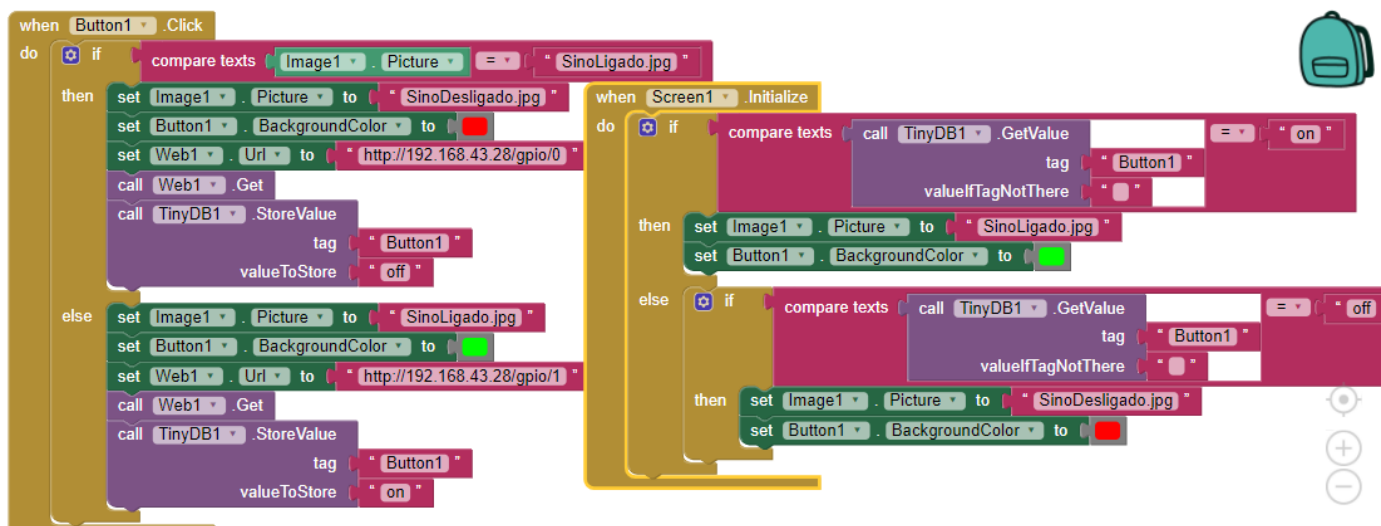 when Button1 .Click
do if compare texts Image1 . Picture = " SinoLigado.jpg "
then set Image1 . Picture to " SinoDesligado.jpg "
set Button1 . BackgroundColor to
set Web1 . Url to " http://192.168.43.28/gpio/0 "
call Web1 .Get
call TinyDB1 .StoreValue
tag " Button1 "
valueToStore " off "
else set Image1 . Picture to " SinoLigado.jpg "
set Button1 . BackgroundColor to
set Web1 . Url to " http://192.168.43.28/gpio/1 "
call Web1 .Get
call TinyDB1 .StoreValue
tag " Button1 "
valueToStore " on "
when Screen1 .Initialize
do if compare texts call TinyDB1 .GetValue = " on "
tag " Button1 "
valueIfTagNotThere " "
then set Image1 . Picture to " SinoLigado.jpg "
set Button1 . BackgroundColor to
else if compare texts call TinyDB1 .GetValue = " off
tag " Button1 "
valueIfTagNotThere " "
then set Image1 . Picture to " SinoDesligado.jpg "
set Button1 . BackgroundColor to